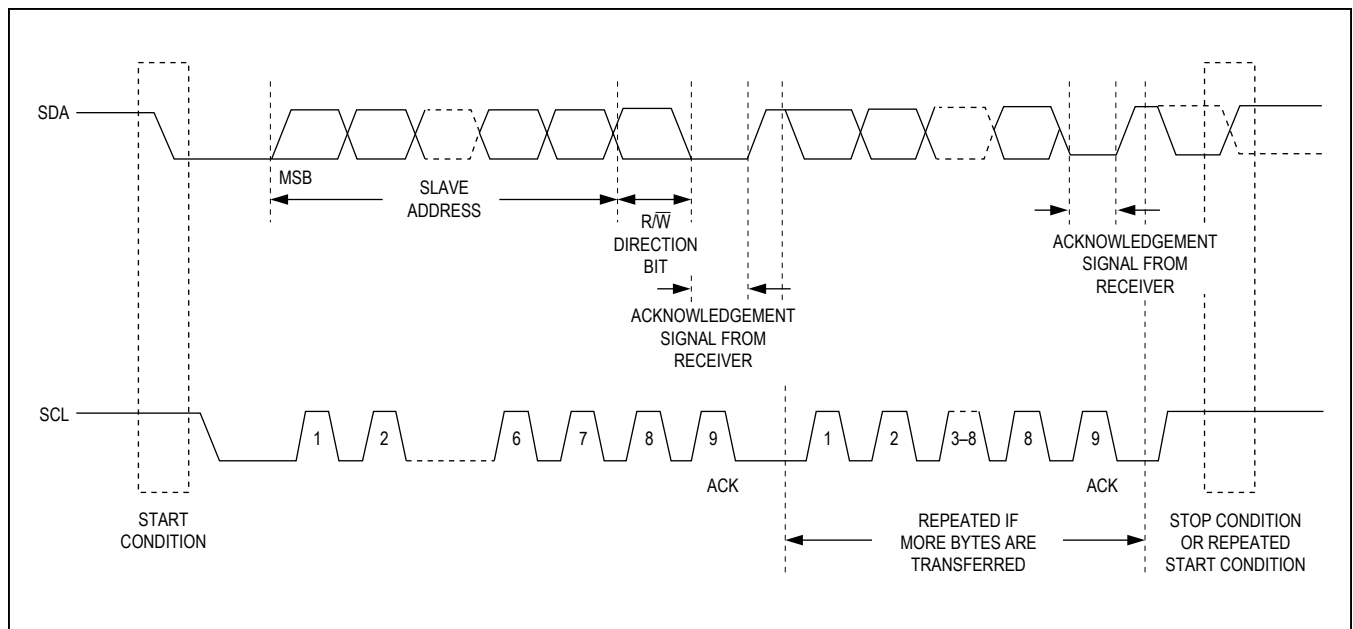 SDA
MSB
SLAVE
ADDRESS
R/W̅
DIRECTION
BIT
ACKNOWLEDGEMENT
SIGNAL FROM
RECEIVER
ACKNOWLEDGEMENT
SIGNAL FROM
RECEIVER
SCL
1 2 6 7 8 9 1 2 3–8 8 9
ACK ACK
START
CONDITION
REPEATED IF
MORE BYTES ARE
TRANSFERRED
STOP CONDITION
OR REPEATED
START CONDITION